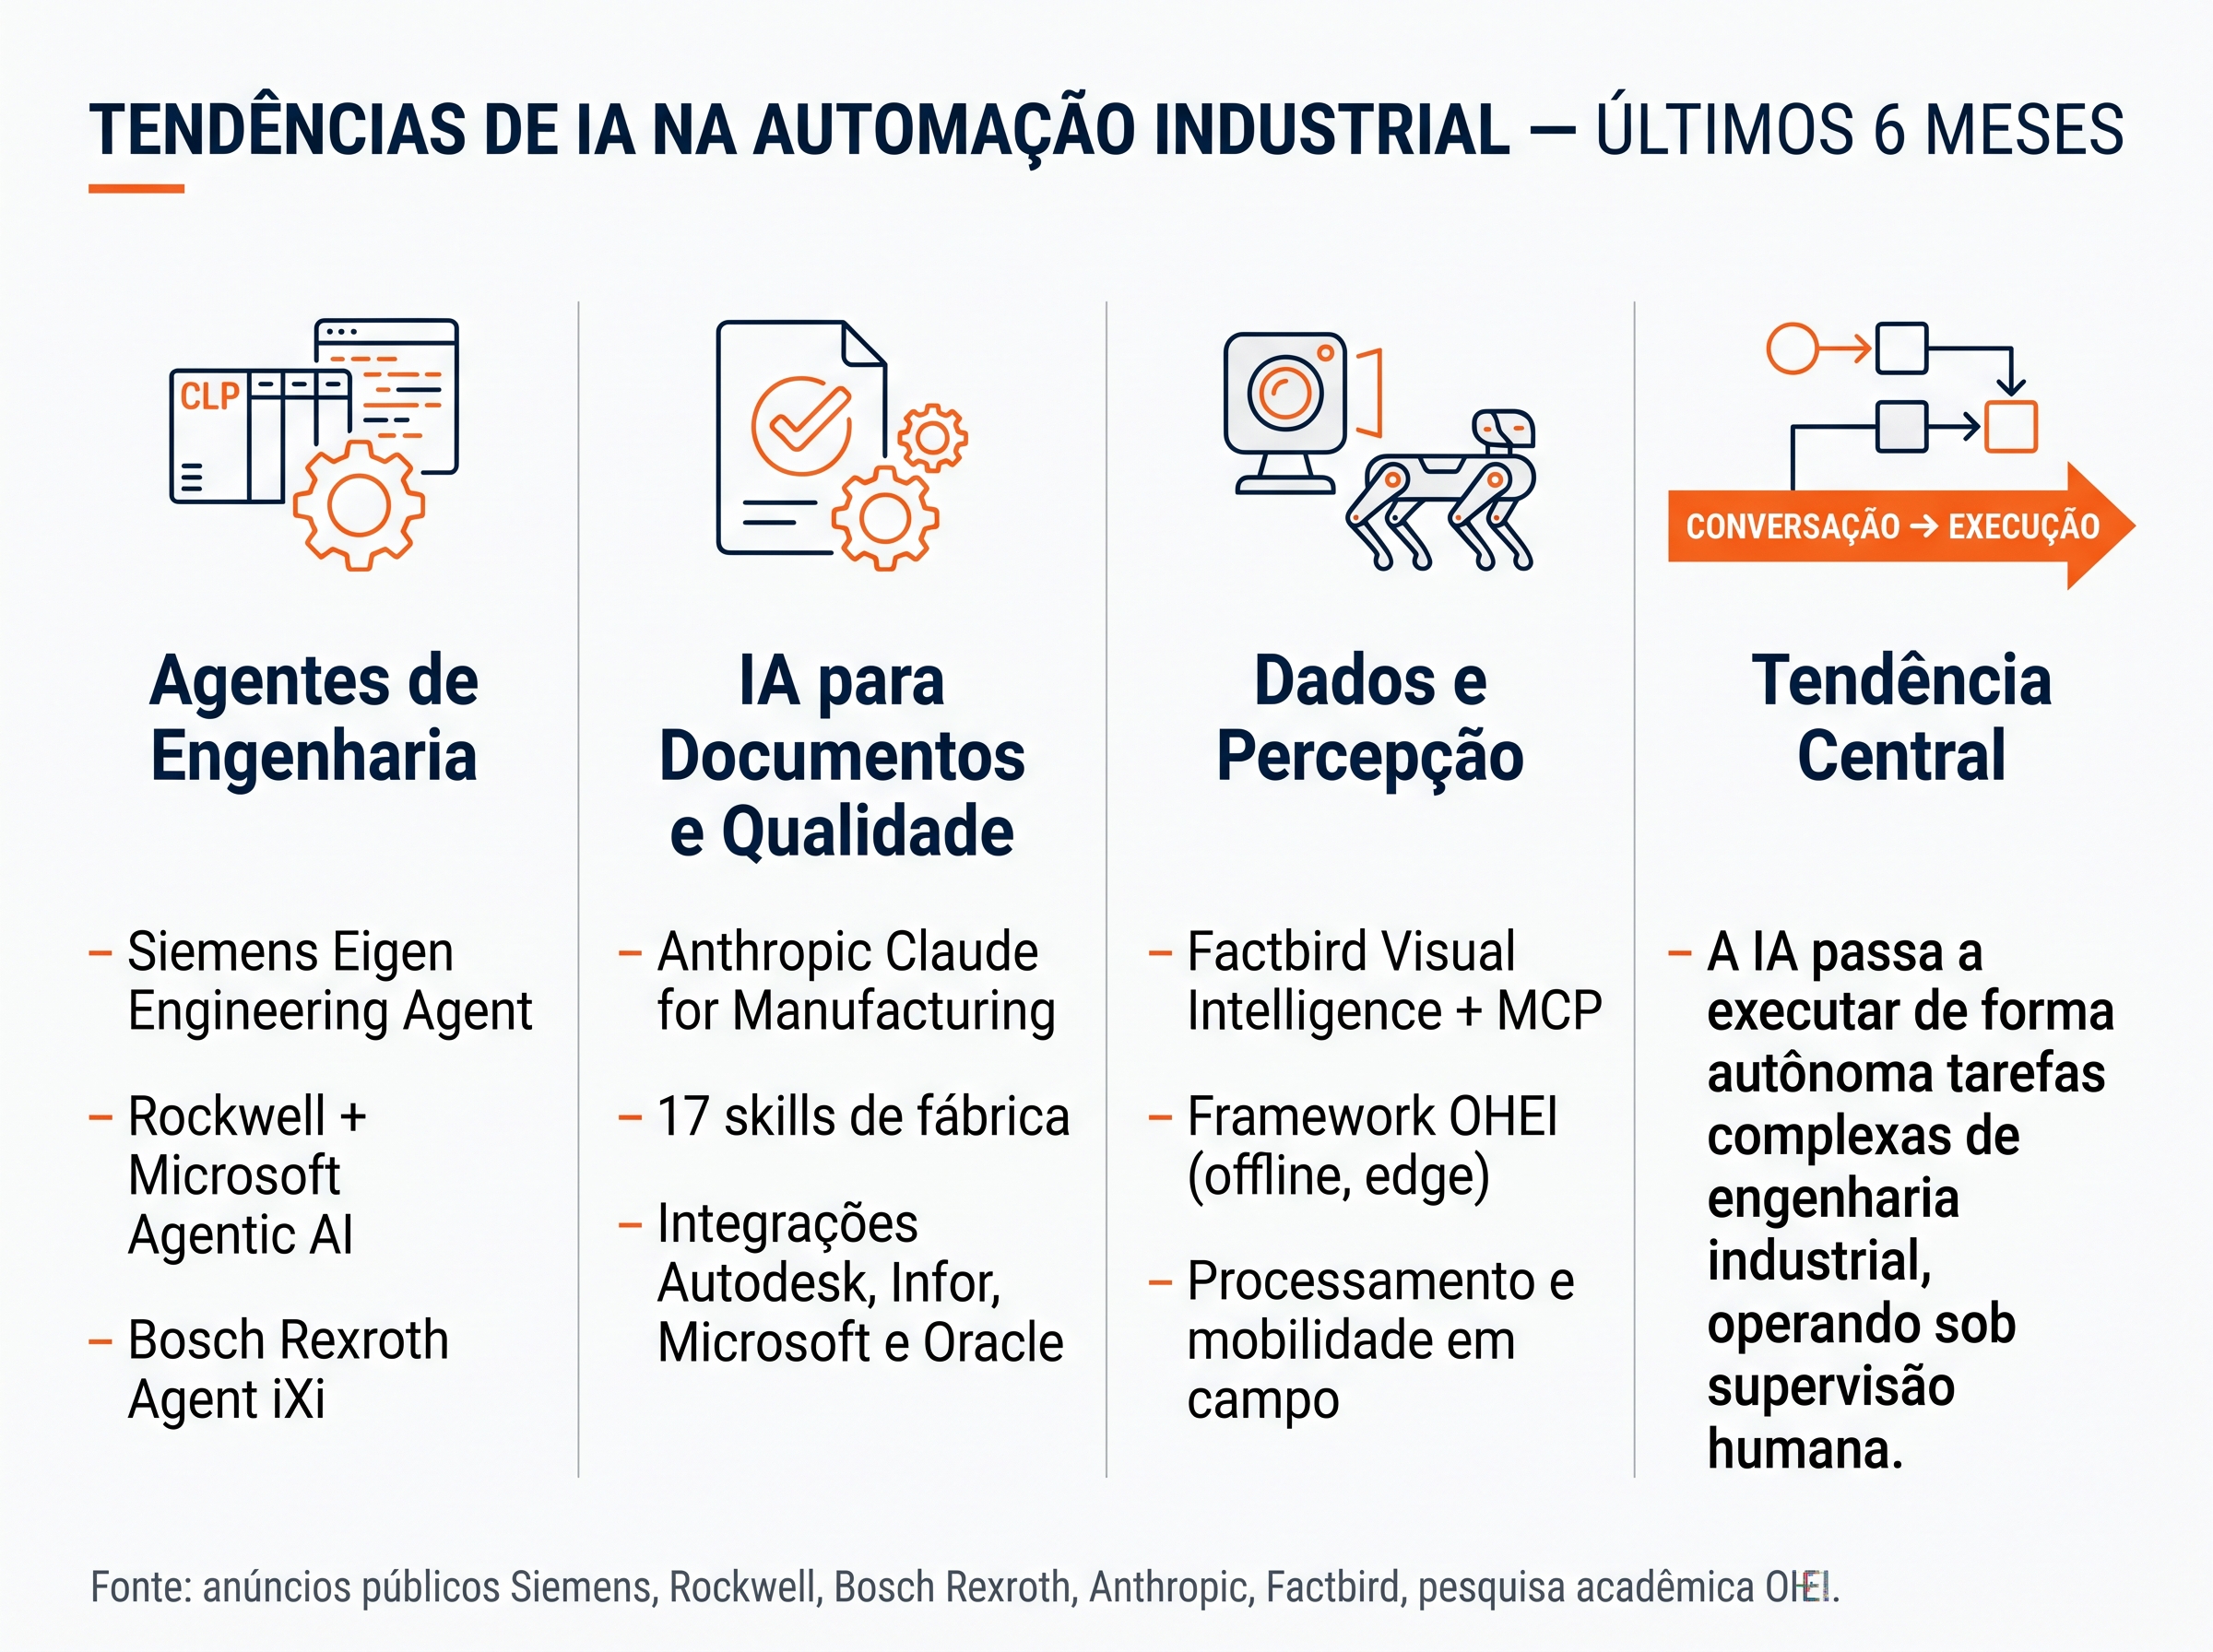 TENDÊNCIAS DE IA NA AUTOMAÇÃO INDUSTRIAL — ÚLTIMOS 6 MESES
CLP
CONVERSAÇÃO → EXECUÇÃO
Agentes de
Engenharia
– Siemens Eigen
Engineering Agent
– Rockwell +
Microsoft
Agentic AI
– Bosch Rexroth
Agent iXi
IA para
Documentos
e Qualidade
– Anthropic Claude
for Manufacturing
– 17 skills de fábrica
– Integrações
Autodesk, Infor,
Microsoft e Oracle
Dados e
Percepção
– Factbird Visual
Intelligence + MCP
– Framework OHEI
(offline, edge)
– Processamento e
mobilidade em
campo
Tendência
Central
– A IA passa a
executar de forma
autônoma tarefas
complexas de
engenharia
industrial,
operando sob
supervisão
humana.
Fonte: anúncios públicos Siemens, Rockwell, Bosch Rexroth, Anthropic, Factbird, pesquisa acadêmica OHEI.